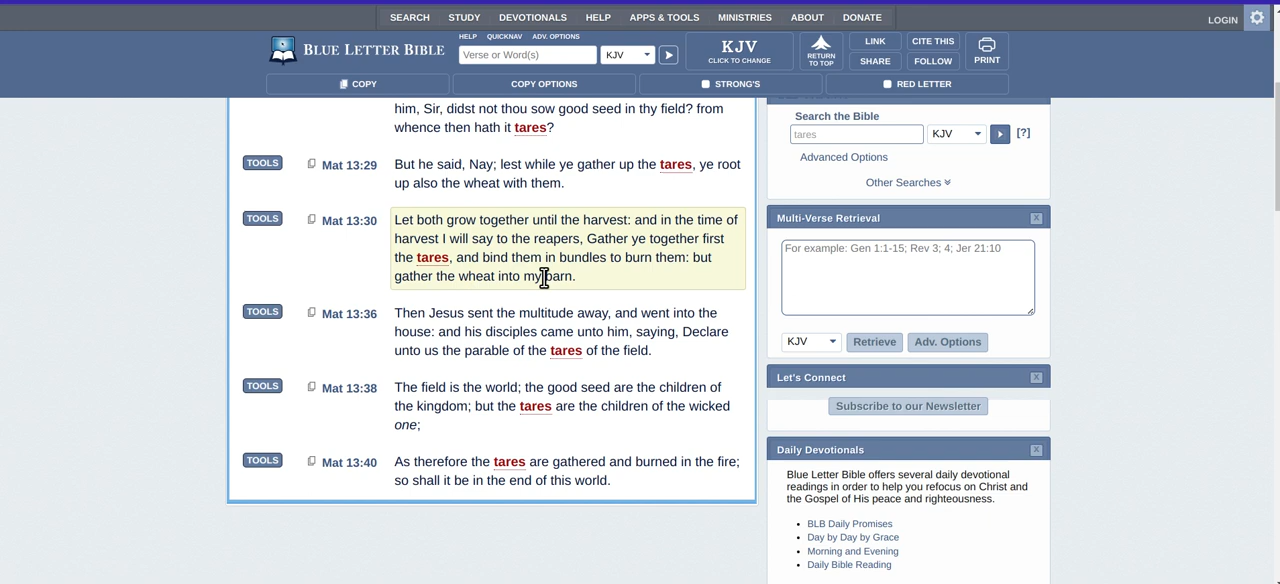 SEARCH STUDY DEVOTIONALS HELP APPS & TOOLS MINISTRIES ABOUT DONATE
LOGIN
BLUE LETTER BIBLE
HELP QUICKNAV ADV. OPTIONS
Verse or Word(s) KJV
KJV
CLICK TO CHANGE
RETURN
TO TOP
LINK CITE THIS
SHARE FOLLOW
PRINT
COPY COPY OPTIONS STRONG'S RED LETTER
him, Sir, didst not thou sow good seed in thy field? from
whence then hath it tares?
TOOLS Mat 13:29 But he said, Nay; lest while ye gather up the tares, ye root
up also the wheat with them.
TOOLS Mat 13:30 Let both grow together until the harvest: and in the time of
harvest I will say to the reapers, Gather ye together first
the tares, and bind them in bundles to burn them: but
gather the wheat into my barn.
TOOLS Mat 13:36 Then Jesus sent the multitude away, and went into the
house: and his disciples came unto him, saying, Declare
unto us the parable of the tares of the field.
TOOLS Mat 13:38 The field is the world; the good seed are the children of
the kingdom; but the tares are the children of the wicked
one;
TOOLS Mat 13:40 As therefore the tares are gathered and burned in the fire;
so shall it be in the end of this world.
Search the Bible
tares KJV [?]
Advanced Options
Other Searches
Multi-Verse Retrieval X
For example: Gen 1:1-15; Rev 3; 4; Jer 21:10
KJV Retrieve Adv. Options
Let's Connect X
Subscribe to our Newsletter
Daily Devotionals X
Blue Letter Bible offers several daily devotional
readings in order to help you refocus on Christ and
the Gospel of His peace and righteousness.
• BLB Daily Promises
• Day by Day by Grace
• Morning and Evening
• Daily Bible Reading